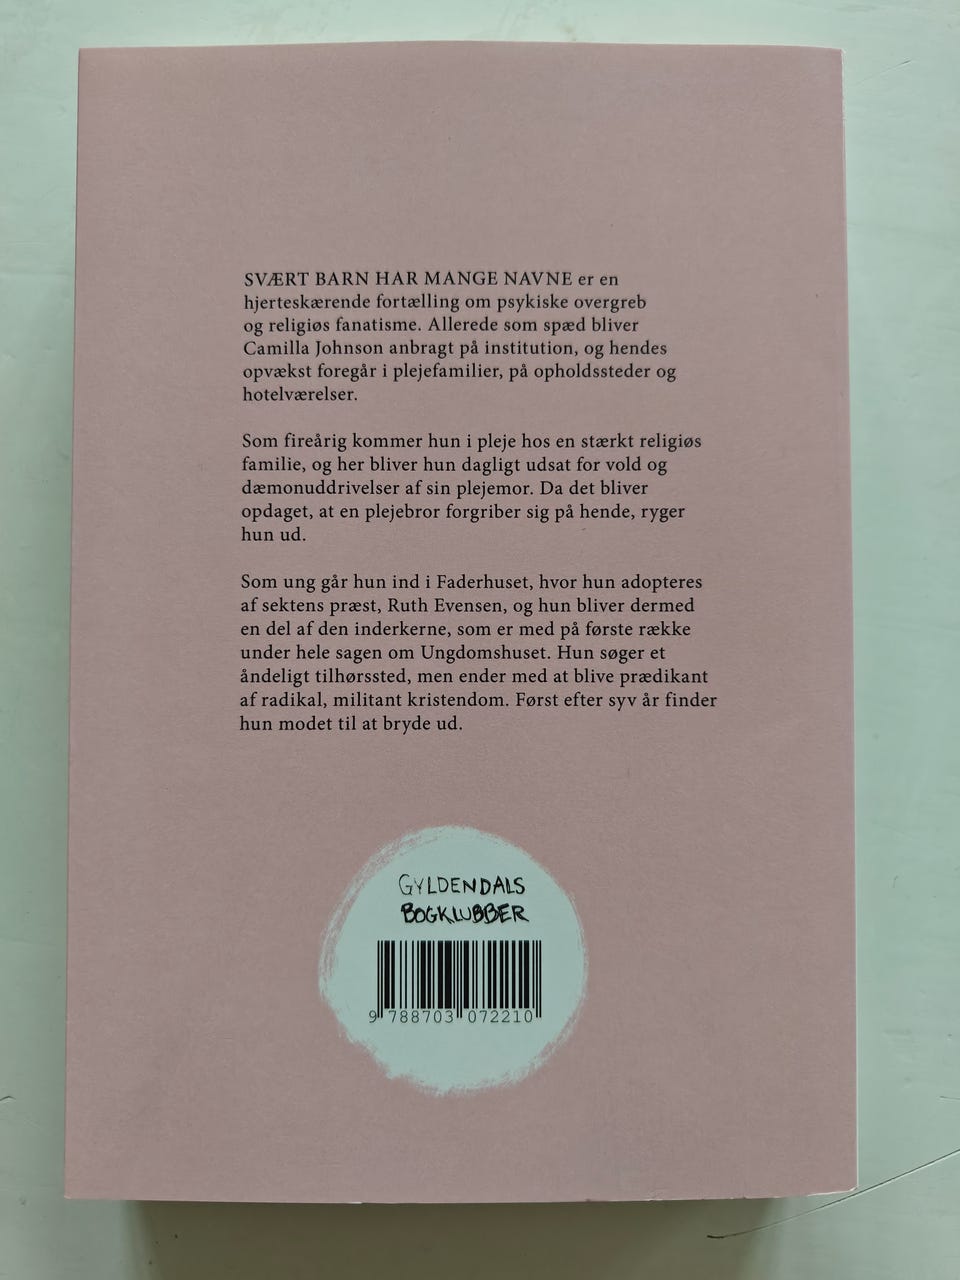 SVÆRT BARN HAR MANGE NAVNE er en
hjerteskærende fortælling om psykiske overgreb
og religiøs fanatisme. Allerede som spæd bliver
Camilla Johnson anbragt på institution, og hendes
opvækst foregår i plejefamilier, på opholdssteder og
hotelværelser.
Som fireårig kommer hun i pleje hos en stærkt religiøs
familie, og her bliver hun dagligt udsat for vold og
dæmonuddrivelser af sin plejemor. Da det bliver
opdaget, at en plejebror forgriber sig på hende, ryger
hun ud.
Som ung går hun ind i Faderhuset, hvor hun adopteres
af sektens præst, Ruth Evensen, og hun bliver dermed
en del af den inderkerne, som er med på første række
under hele sagen om Ungdomshuset. Hun søger et
åndeligt tilhørssted, men ender med at blive prædikant
af radikal, militant kristendom. Først efter syv år finder
hun modet til at bryde ud.
GYLDENDALS
BOGKLUBBER
9 788703 072210